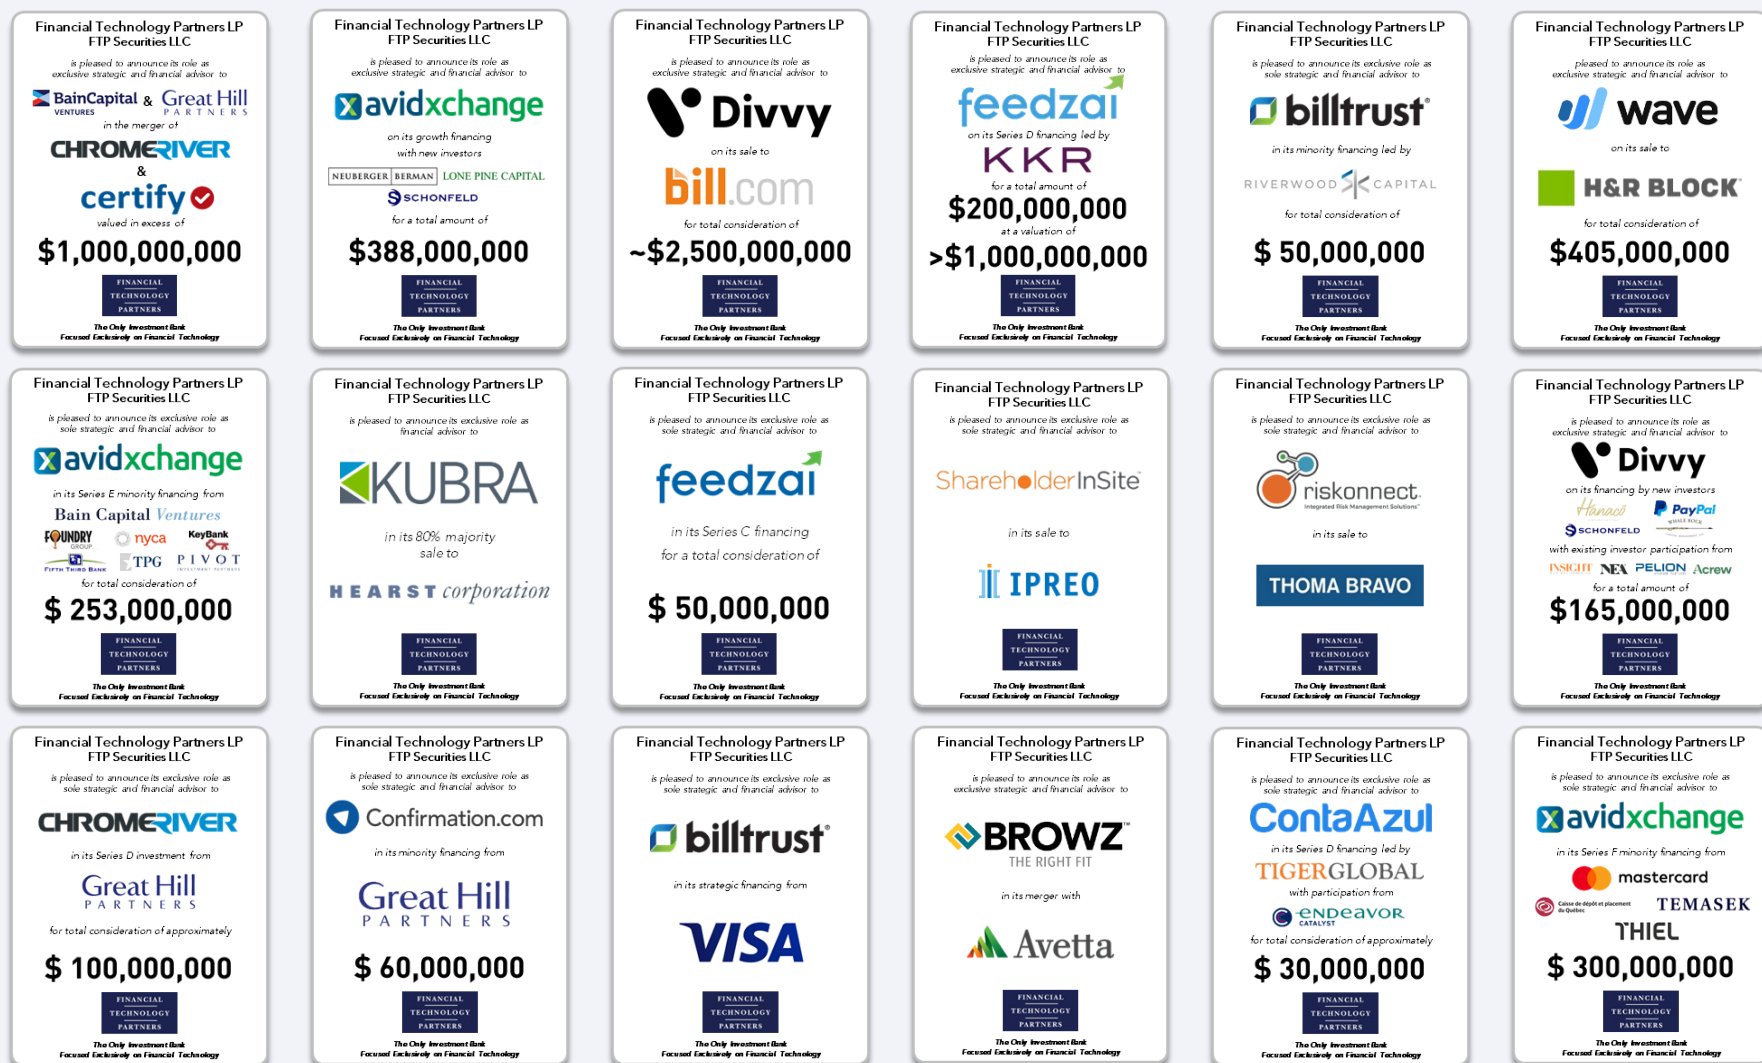 Financial Technology Partners LP
FTP Securities LLC
is pleased to announce its role as
exclusive strategic and financial advisor to
BainCapital & Great Hill
VENTURES PARTNERS
in the merger of
CHROMERIVER
&
certify
valued in excess of
$1,000,000,000
FINANCIAL
TECHNOLOGY
PARTNERS
The Only Investment Bank
Focused Exclusively on Financial Technology
Financial Technology Partners LP
FTP Securities LLC
is pleased to announce its role as
exclusive strategic and financial advisor to
avidxchange
on its growth financing
with new investors
NEUBERGER BERMAN LONE PINE CAPITAL
SCHONFELD
for a total amount of
$388,000,000
FINANCIAL
TECHNOLOGY
PARTNERS
The Only Investment Bank
Focused Exclusively on Financial Technology
Financial Technology Partners LP
FTP Securities LLC
is pleased to announce its role as
exclusive strategic and financial advisor to
Divvy
on its sale to
bill.com
for total consideration of
~$2,500,000,000
FINANCIAL
TECHNOLOGY
PARTNERS
The Only Investment Bank
Focused Exclusively on Financial Technology
Financial Technology Partners LP
FTP Securities LLC
is pleased to announce its role as
exclusive strategic and financial advisor to
feedzai
on its Series D financing led by
KKR
for a total amount of
$200,000,000
at a valuation of
>$1,000,000,000
FINANCIAL
TECHNOLOGY
PARTNERS
The Only Investment Bank
Focused Exclusively on Financial Technology
Financial Technology Partners LP
FTP Securities LLC
is pleased to announce its exclusive role as
sole strategic and financial advisor to
billtrust®
in its minority financing led by
RIVERWOOD CAPITAL
for total consideration of
$ 50,000,000
FINANCIAL
TECHNOLOGY
PARTNERS
The Only Investment Bank
Focused Exclusively on Financial Technology
Financial Technology Partners LP
FTP Securities LLC
pleased to announce its role as
exclusive strategic and financial advisor to
wave
on its sale to
H&R BLOCK
for total consideration of
$405,000,000
FINANCIAL
TECHNOLOGY
PARTNERS
The Only Investment Bank
Focused Exclusively on Financial Technology
Financial Technology Partners LP
FTP Securities LLC
is pleased to announce its exclusive role as
sole strategic and financial advisor to
avidxchange
in its Series E minority financing from
Bain Capital Ventures
FOUNDRY GROUP nyca KeyBank
FIFTH THIRD BANK TPG PIVOT
INVESTMENT PARTNERS
for total consideration of
$ 253,000,000
FINANCIAL
TECHNOLOGY
PARTNERS
The Only Investment Bank
Focused Exclusively on Financial Technology
Financial Technology Partners LP
FTP Securities LLC
is pleased to announce its exclusive role as
financial advisor to
KUBRA
in its 80% majority
sale to
HEARST corporation
FINANCIAL
TECHNOLOGY
PARTNERS
The Only Investment Bank
Focused Exclusively on Financial Technology
Financial Technology Partners LP
FTP Securities LLC
is pleased to announce its exclusive role as
sole strategic and financial advisor to
feedzai
in its Series C financing
for a total consideration of
$ 50,000,000
FINANCIAL
TECHNOLOGY
PARTNERS
The Only Investment Bank
Focused Exclusively on Financial Technology
Financial Technology Partners LP
FTP Securities LLC
is pleased to announce its exclusive role as
sole strategic and financial advisor to
ShareholderInSite™
in its sale to
IPREO
FINANCIAL
TECHNOLOGY
PARTNERS
The Only Investment Bank
Focused Exclusively on Financial Technology
Financial Technology Partners LP
FTP Securities LLC
is pleased to announce its exclusive role as
sole strategic and financial advisor to
riskonnect
Integrated Risk Management Solutions™
in its sale to
THOMA BRAVO
FINANCIAL
TECHNOLOGY
PARTNERS
The Only Investment Bank
Focused Exclusively on Financial Technology
Financial Technology Partners LP
FTP Securities LLC
is pleased to announce its role as
exclusive strategic and financial advisor to
Divvy
on its financing by new investors
Hanaco PayPal
SCHONFELD WHALE ROCK
with existing investor participation from
INSIGHT NEA PELION Acrew
for a total amount of
$165,000,000
FINANCIAL
TECHNOLOGY
PARTNERS
The Only Investment Bank
Focused Exclusively on Financial Technology
Financial Technology Partners LP
FTP Securities LLC
is pleased to announce its exclusive role as
sole strategic and financial advisor to
CHROMERIVER
in its Series D investment from
Great Hill
PARTNERS
for total consideration of approximately
$ 100,000,000
FINANCIAL
TECHNOLOGY
PARTNERS
The Only Investment Bank
Focused Exclusively on Financial Technology
Financial Technology Partners LP
FTP Securities LLC
is pleased to announce its exclusive role as
sole strategic and financial advisor to
Confirmation.com
in its minority financing from
Great Hill
PARTNERS
$ 60,000,000
FINANCIAL
TECHNOLOGY
PARTNERS
The Only Investment Bank
Focused Exclusively on Financial Technology
Financial Technology Partners LP
FTP Securities LLC
is pleased to announce its exclusive role as
sole strategic and financial advisor to
billtrust®
in its strategic financing from
VISA
FINANCIAL
TECHNOLOGY
PARTNERS
The Only Investment Bank
Focused Exclusively on Financial Technology
Financial Technology Partners LP
FTP Securities LLC
is pleased to announce its role as
exclusive strategic and financial advisor to
BROWZ™
THE RIGHT FIT
in its merger with
Avetta
FINANCIAL
TECHNOLOGY
PARTNERS
The Only Investment Bank
Focused Exclusively on Financial Technology
Financial Technology Partners LP
FTP Securities LLC
is pleased to announce its exclusive role as
sole strategic and financial advisor to
ContaAzul
in its Series D financing led by
TIGERGLOBAL
with participation from
ENDEAVOR
CATALYST
for total consideration of approximately
$ 30,000,000
FINANCIAL
TECHNOLOGY
PARTNERS
The Only Investment Bank
Focused Exclusively on Financial Technology
Financial Technology Partners LP
FTP Securities LLC
is pleased to announce its exclusive role as
sole strategic and financial advisor to
avidxchange
in its Series F minority financing from
mastercard
Caisse de dépôt et placement
du Québec TEMASEK
THIEL
$ 300,000,000
FINANCIAL
TECHNOLOGY
PARTNERS
The Only Investment Bank
Focused Exclusively on Financial Technology